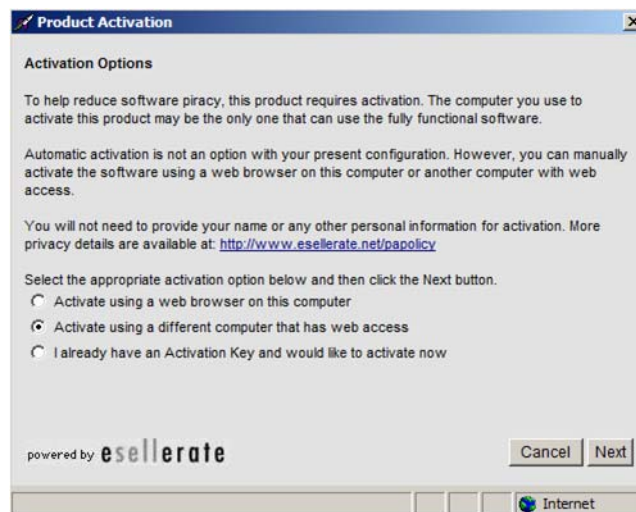 Product Activation
Activation Options
To help reduce software piracy, this product requires activation. The computer you use to
activate this product may be the only one that can use the fully functional software.
Automatic activation is not an option with your present configuration. However, you can manually
activate the software using a web browser on this computer or another computer with web
access.
You will not need to provide your name or any other personal information for activation. More
privacy details are available at: http://www.esellerate.net/papolicy
Select the appropriate activation option below and then click the Next button.
Activate using a web browser on this computer
Activate using a different computer that has web access
I already have an Activation Key and would like to activate now
powered by esellerate
Cancel Next
Internet